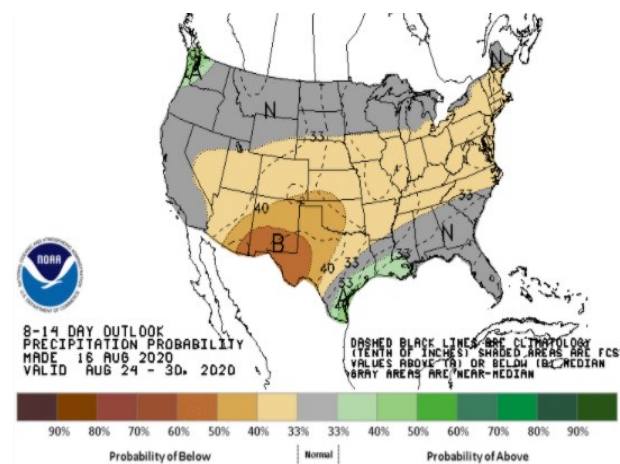 A
N
N
33
40
B
33
N
40
33
33
A
NOAA
8-14 DAY OUTLOOK
PRECIPITATION PROBABILITY
MADE 16 AUG 2020
VALID AUG 24 - 30, 2020
DASHED BLACK LINES ARE CLIMATOLOGY
(TENTH OF INCHES) SHADED AREAS ARE FCST
VALUES ABOVE (A) OR BELOW (B) MEDIAN
GRAY AREAS ARE NEAR-MEDIAN
90% 80% 70% 60% 50% 40% 33% 33% 40% 50% 60% 70% 80% 90%
Probability of Below Normal Probability of Above